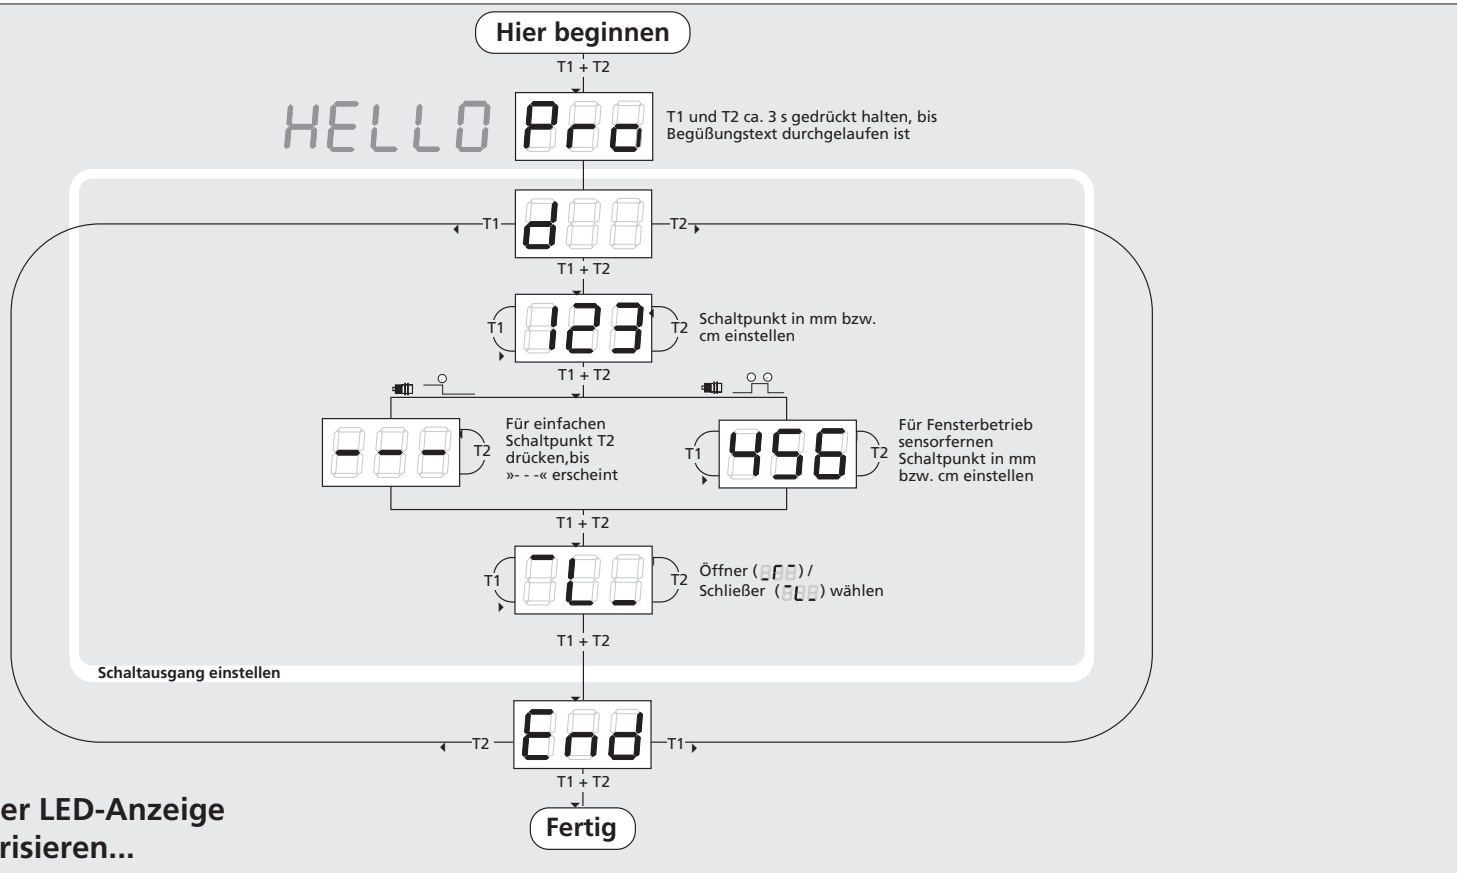 Hier beginnen
T1 + T2
HELLO
Pro
T1 und T2 ca. 3 s gedrückt halten, bis
Begüßungstext durchgelaufen ist
T1
d
T2
T1 + T2
T1
123
T2
Schaltpunkt in mm bzw.
cm einstellen
T1 + T2
---
T2
Für einfachen
Schaltpunkt T2
drücken,bis
»- - -« erscheint
T1
456
T2
Für Fensterbetrieb
sensorfernen
Schaltpunkt in mm
bzw. cm einstellen
T1 + T2
T1
T2
Öffner ( ) /
Schließer ( ) wählen
T1 + T2
Schaltausgang einstellen
T2
End
T1
T1 + T2
Fertig
er LED-Anzeige
risieren...